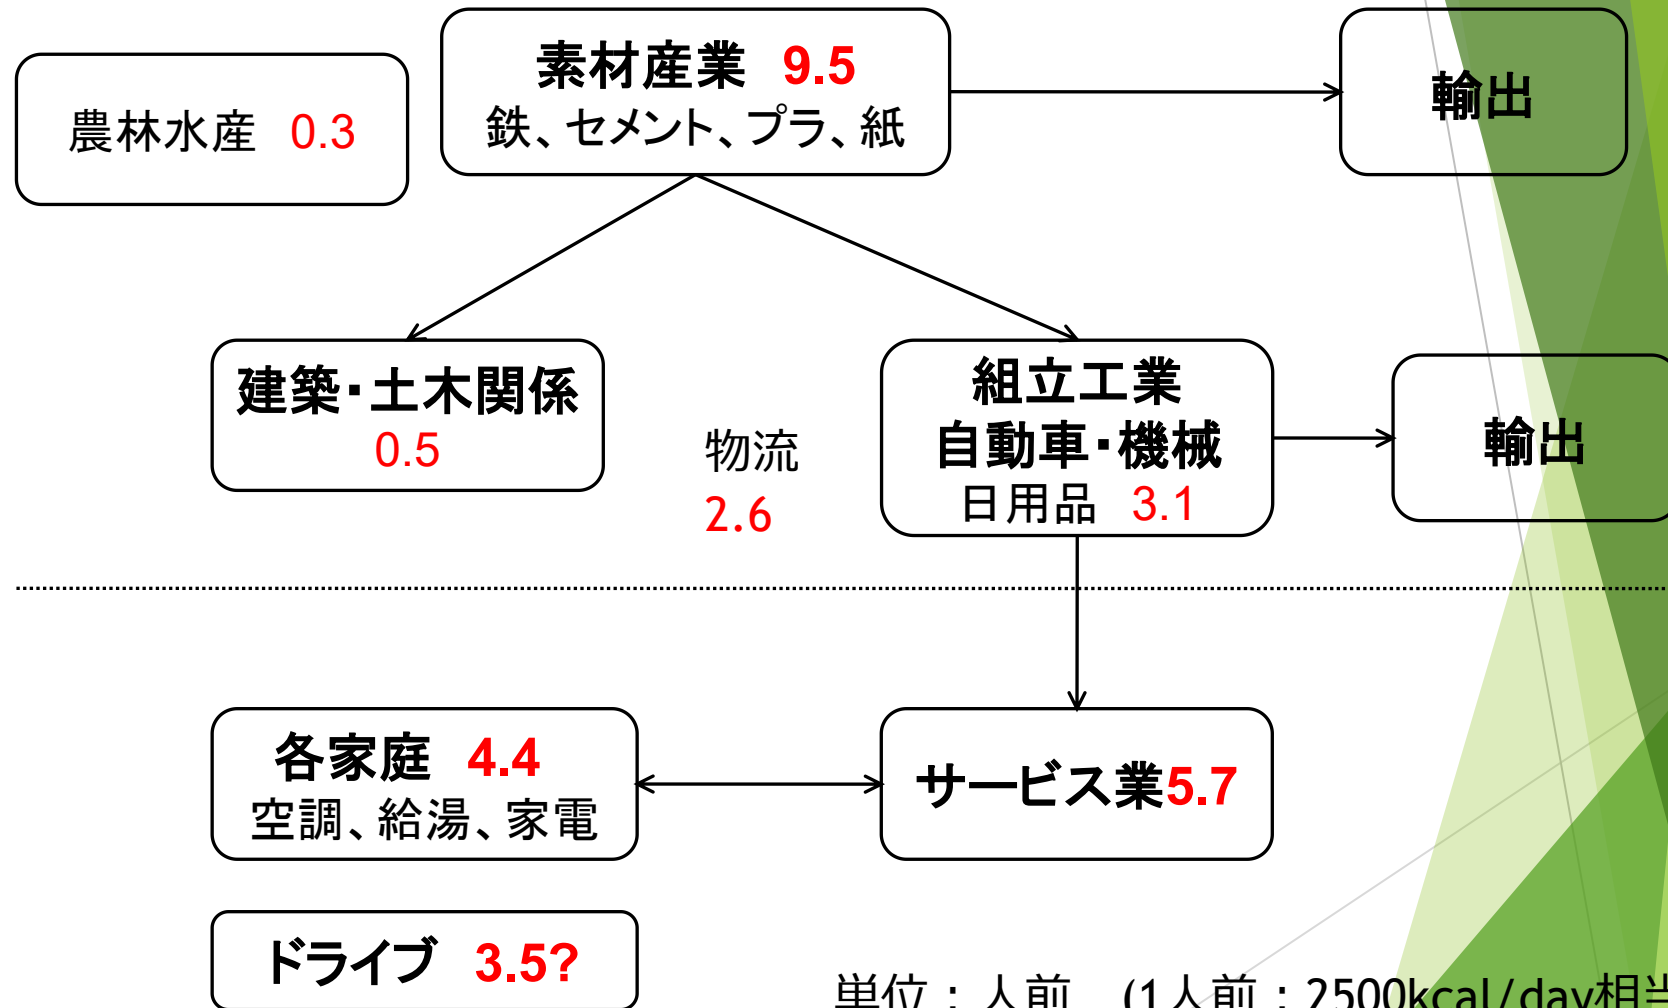 素材産業 9.5
鉄、セメント、プラ、紙
輸出
農林水産 0.3
建築・土木関係
0.5
物流
2.6
組立工業
自動車・機械
日用品 3.1
輸出
各家庭 4.4
空調、給湯、家電
サービス業5.7
ドライブ 3.5?
単位：人前 (1人前：2500kcal/day相当